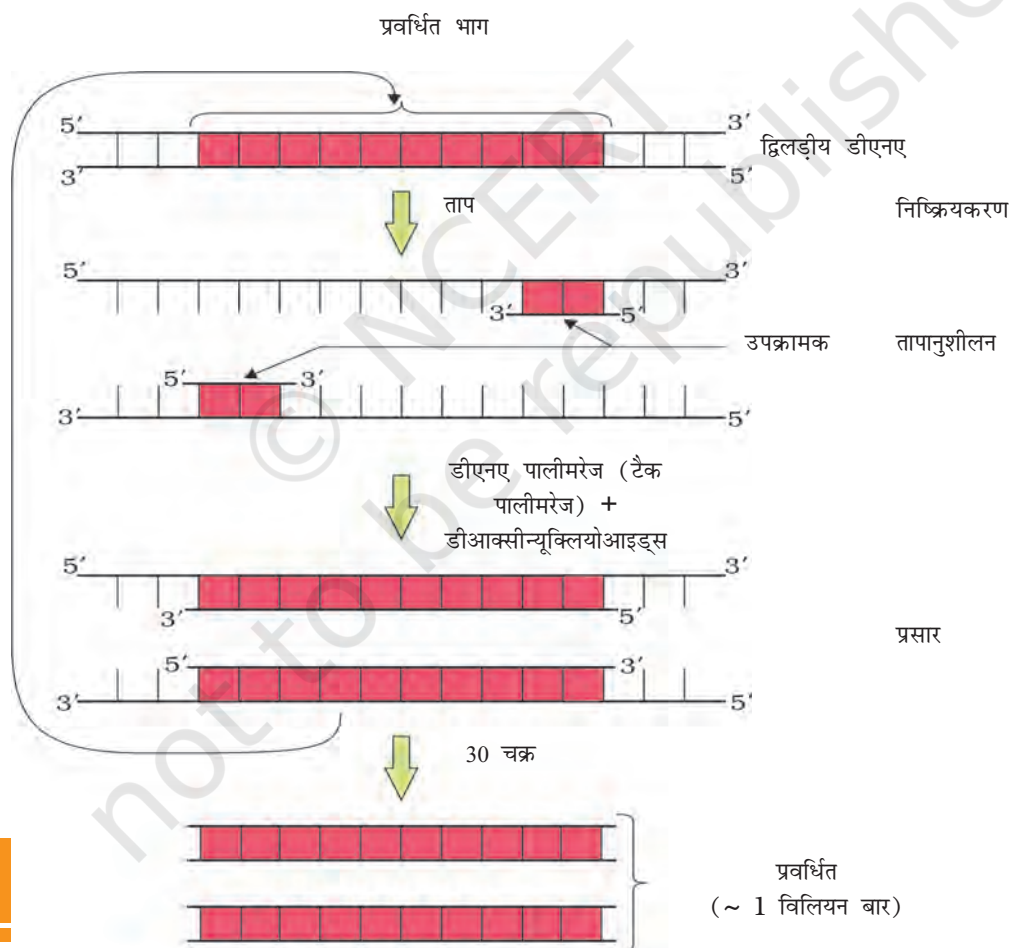 प्रवर्धित भाग
5′ 3′
द्विलड़ीय डीएनए
3′ 5′
ताप
निष्क्रियकरण
5′ 3′
3′ 5′
उपक्रामक तापानुशीलन
5′ 3′
3′ 5′
डीएनए पालीमरेज (टैक
पालीमरेज) +
डीआक्सीन्यूक्लियोआइड्स
5′ 3′
3′ 5′
प्रसार
5′ 3′
3′ 5′
30 चक्र
प्रवर्धित
(~ 1 विलियन बार)
© NCERT
not to be republishe